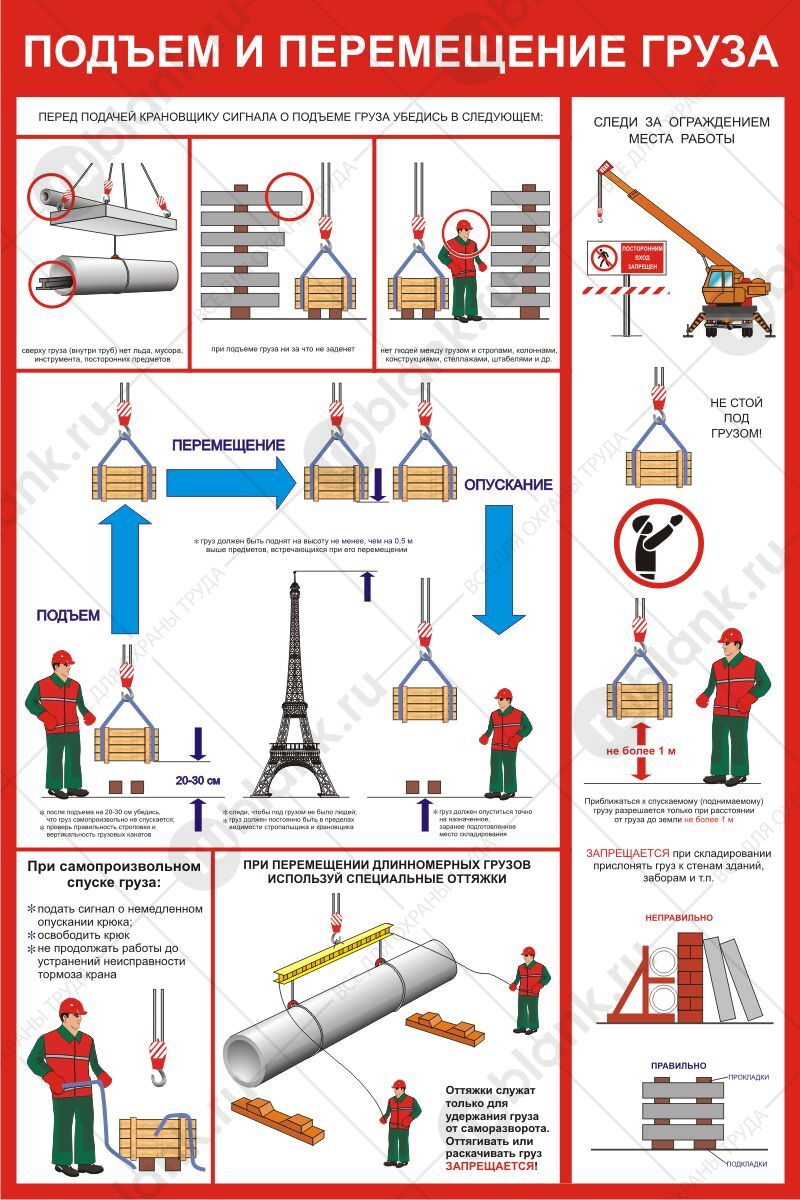 ПОДЪЕМ И ПЕРЕМЕЩЕНИЕ ГРУЗА
ПЕРЕД ПОДАЧЕЙ КРАНОВЩИКУ СИГНАЛА О ПОДЪЕМЕ ГРУЗА УБЕДИСЬ В СЛЕДУЮЩЕМ:
сверху груза (внутри труб) нет льда, мусора,
инструмента, посторонних предметов
при подъеме груза ни за что не заденет
нет людей между грузом и стропами, колоннами,
конструкциями, стеллажами, штабелями и др.
ПЕРЕМЕЩЕНИЕ
ОПУСКАНИЕ
* груз должен быть поднят на высоту не менее, чем на 0,5 м
выше предметов, встречающихся при его перемещении
ПОДЪЕМ
20-30 см
* после подъема на 20-30 см убедись,
что груз самопроизвольно не спускается;
* проверь правильность строповки и
вертикальность грузовых канатов
* следи, чтобы под грузом не было людей;
* груз должен постоянно быть в пределах
видимости стропальщика и крановщика
* груз должен опуститься точно
на назначенное,
заранее подготовленное
место складирования
При самопроизвольном
спуске груза:
* подать сигнал о немедленном
опускании крюка;
* освободить крюк
* не продолжать работы до
устранений неисправности
тормоза крана
ПРИ ПЕРЕМЕЩЕНИИ ДЛИННОМЕРНЫХ ГРУЗОВ
ИСПОЛЬЗУЙ СПЕЦИАЛЬНЫЕ ОТТЯЖКИ
Оттяжки служат
только для
удержания груза
от саморазворота.
Оттягивать или
раскачивать груз
ЗАПРЕЩАЕТСЯ!
СЛЕДИ ЗА ОГРАЖДЕНИЕМ
МЕСТА РАБОТЫ
ПОСТОРОННИМ
ВХОД
ЗАПРЕЩЕН
НЕ СТОЙ
ПОД
ГРУЗОМ!
не более 1 м
Приближаться к спускаемому (поднимаемому)
грузу разрешается только при расстоянии
от груза до земли не более 1 м
ЗАПРЕЩАЕТСЯ при складировании
прислонять груз к стенам зданий,
заборам и т.п.
НЕПРАВИЛЬНО
ПРАВИЛЬНО
ПРОКЛАДКИ
ПОДКЛАДКИ
blank.ru
ВСЕ ДЛЯ ОХРАНЫ ТРУДА